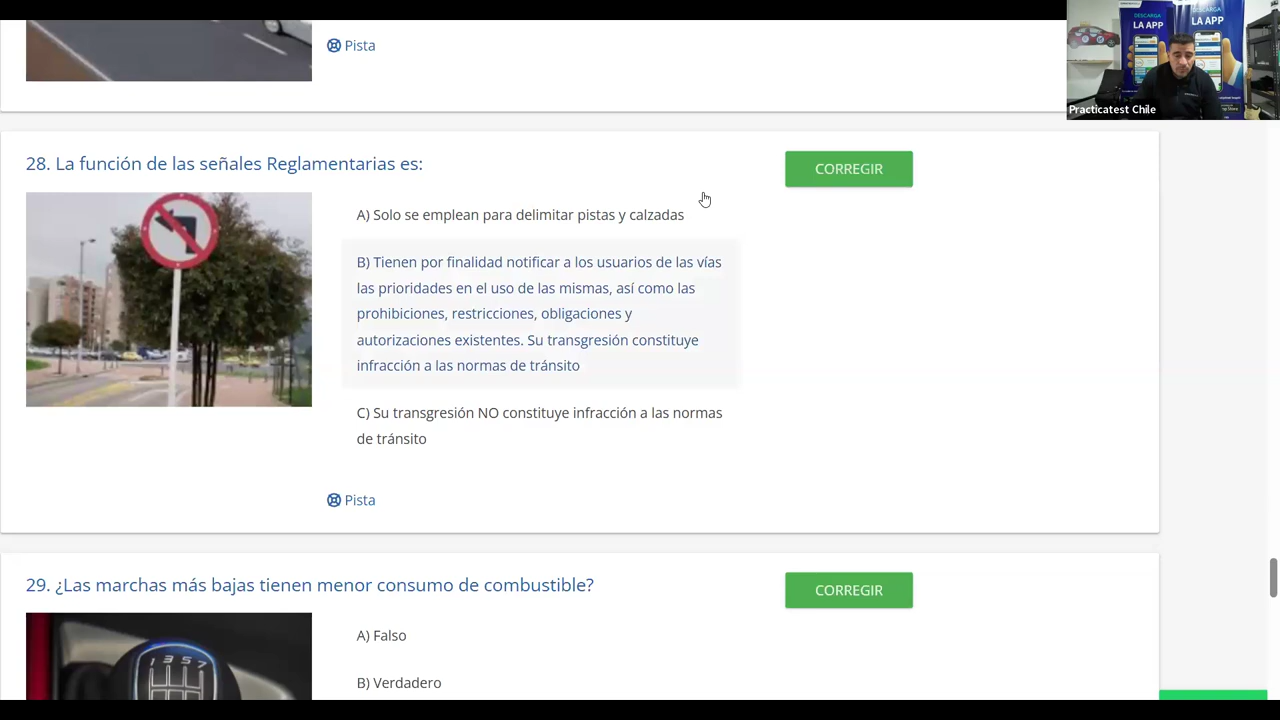 DESCARGA
LA APP
DESCARGA
LA APP
Practicatest Chile
Pista
28. La función de las señales Reglamentarias es:
CORREGIR
A) Solo se emplean para delimitar pistas y calzadas
B) Tienen por finalidad notificar a los usuarios de las vías
las prioridades en el uso de las mismas, así como las
prohibiciones, restricciones, obligaciones y
autorizaciones existentes. Su transgresión constituye
infracción a las normas de tránsito
C) Su transgresión NO constituye infracción a las normas
de tránsito
Pista
29. ¿Las marchas más bajas tienen menor consumo de combustible?
CORREGIR
1 3 5 7
A) Falso
B) Verdadero